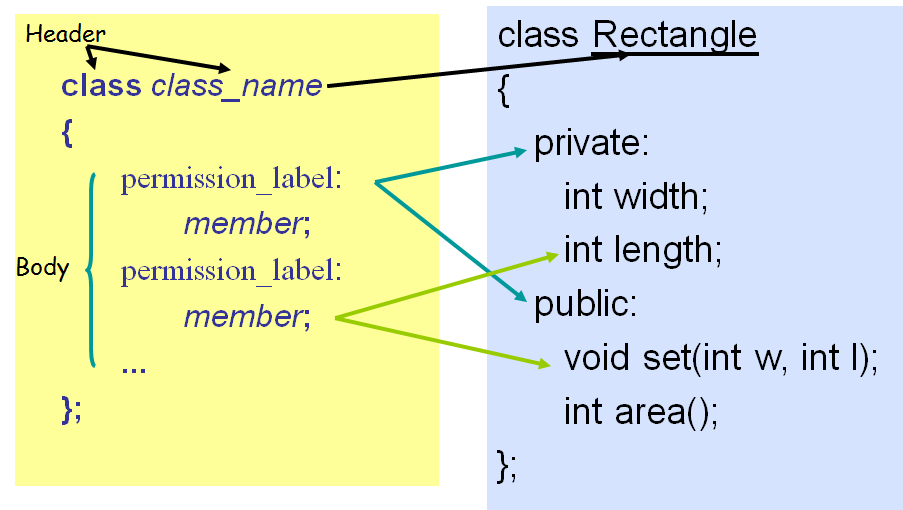 Header
class class_name
{
permission_label:
member;
Body
permission_label:
member;
...
};
class Rectangle
{
private:
int width;
int length;
public:
void set(int w, int l);
int area();
};